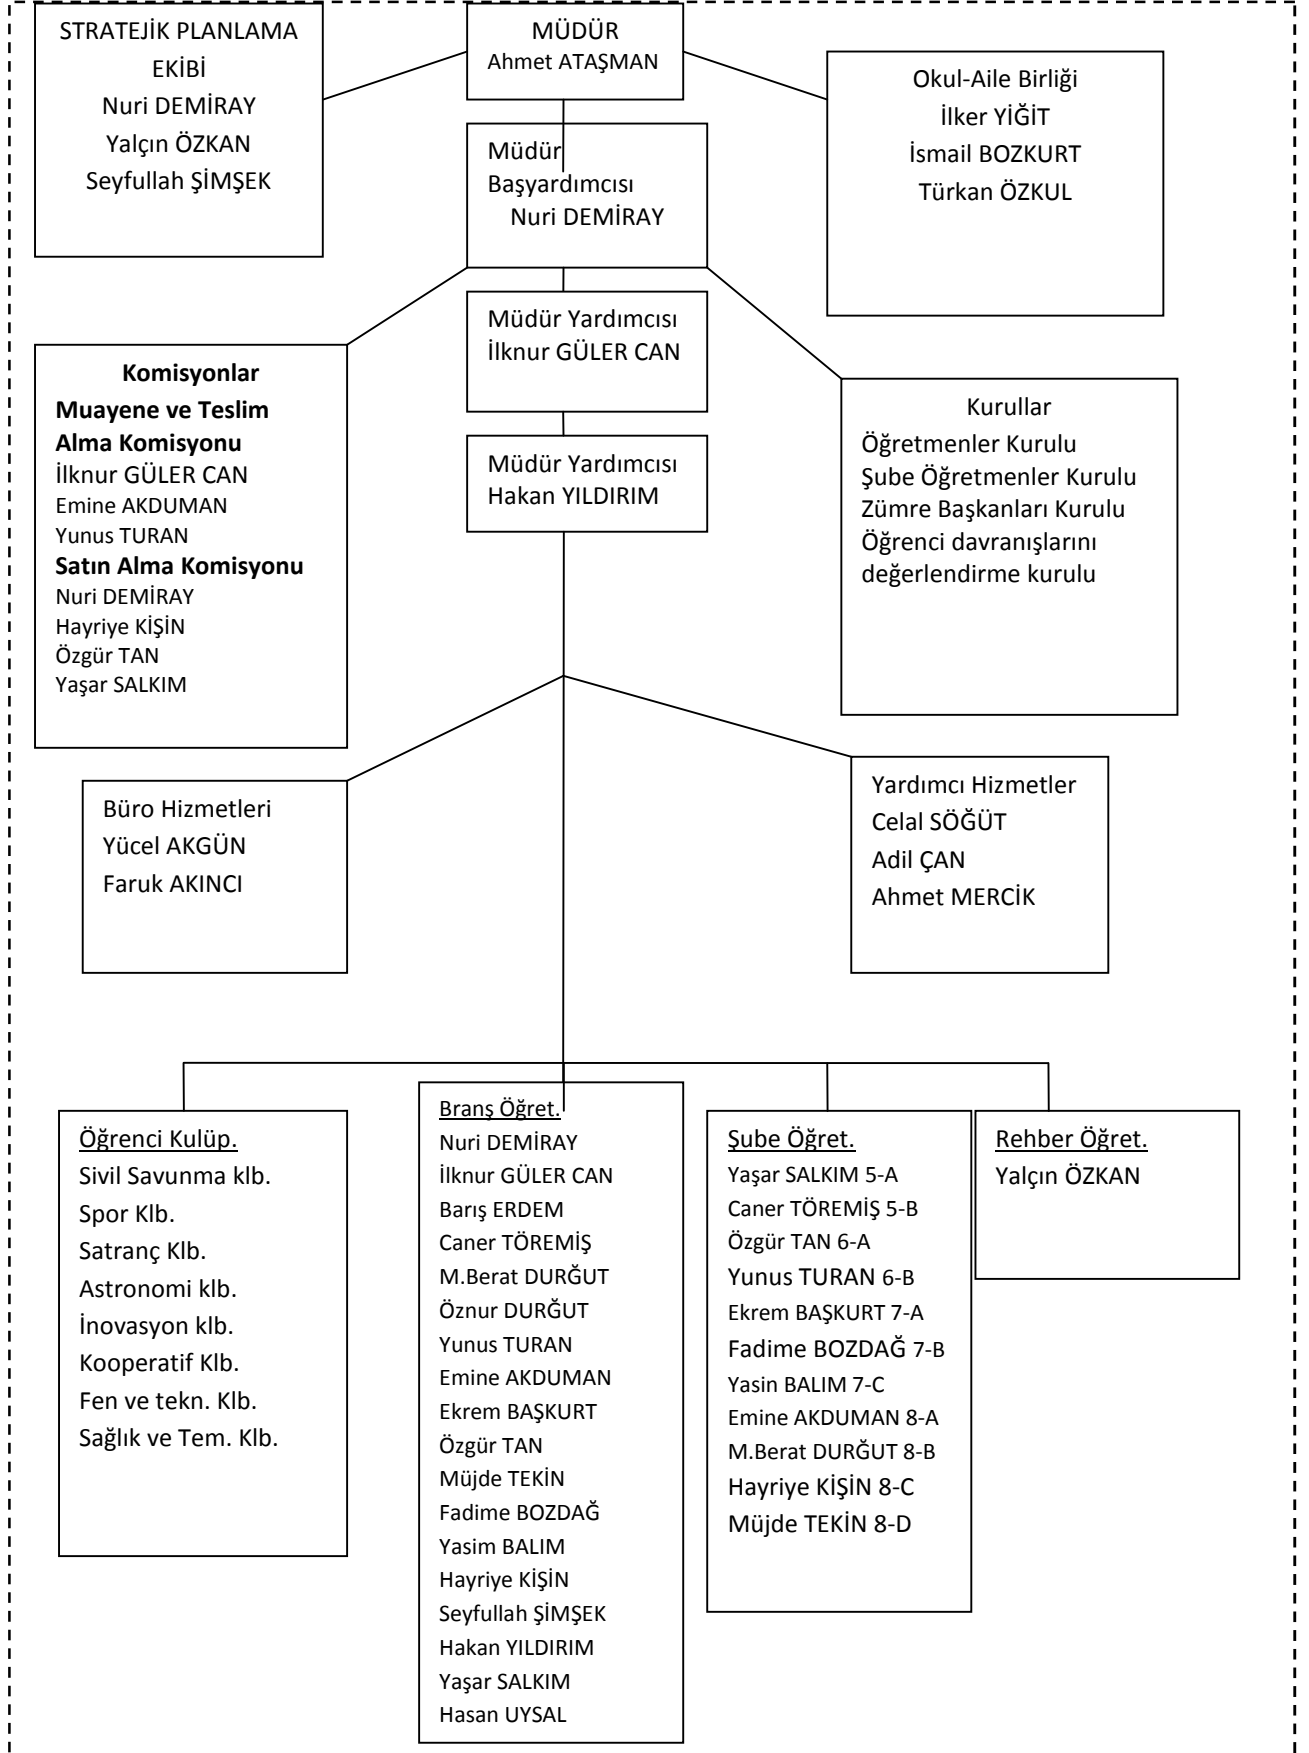 STRATEJİK PLANLAMA
EKİBİ
Nuri DEMİRAY
Yalçın ÖZKAN
Seyfullah ŞİMŞEK
MÜDÜR
Ahmet ATAŞMAN
Okul-Aile Birliği
İlker YİĞİT
İsmail BOZKURT
Türkan ÖZKUL
Müdür
Başyardımcısı
Nuri DEMİRAY
Müdür Yardımcısı
İlknur GÜLER CAN
Müdür Yardımcısı
Hakan YILDIRIM
Komisyonlar
Muayene ve Teslim
Alma Komisyonu
İlknur GÜLER CAN
Emine AKDUMAN
Yunus TURAN
Satın Alma Komisyonu
Nuri DEMİRAY
Hayriye KİŞİN
Özgür TAN
Yaşar SALKIM
Kurullar
Öğretmenler Kurulu
Şube Öğretmenler Kurulu
Zümre Başkanları Kurulu
Öğrenci davranışlarını
değerlendirme kurulu
Büro Hizmetleri
Yücel AKGÜN
Faruk AKINCI
Yardımcı Hizmetler
Celal SÖĞÜT
Adil ÇAN
Ahmet MERCİK
Öğrenci Kulüp.
Sivil Savunma klb.
Spor Klb.
Satranç Klb.
Astronomi klb.
İnovasyon klb.
Kooperatif Klb.
Fen ve tekn. Klb.
Sağlık ve Tem. Klb.
Branş Öğret.
Nuri DEMİRAY
İlknur GÜLER CAN
Barış ERDEM
Caner TÖREMİŞ
M.Berat DURĞUT
Öznur DURĞUT
Yunus TURAN
Emine AKDUMAN
Ekrem BAŞKURT
Özgür TAN
Müjde TEKİN
Fadime BOZDAĞ
Yasim BALIM
Hayriye KİŞİN
Seyfullah ŞİMŞEK
Hakan YILDIRIM
Yaşar SALKIM
Hasan UYSAL
Şube Öğret.
Yaşar SALKIM 5-A
Caner TÖREMİŞ 5-B
Özgür TAN 6-A
Yunus TURAN 6-B
Ekrem BAŞKURT 7-A
Fadime BOZDAĞ 7-B
Yasin BALIM 7-C
Emine AKDUMAN 8-A
M.Berat DURĞUT 8-B
Hayriye KİŞİN 8-C
Müjde TEKİN 8-D
Rehber Öğret.
Yalçın ÖZKAN